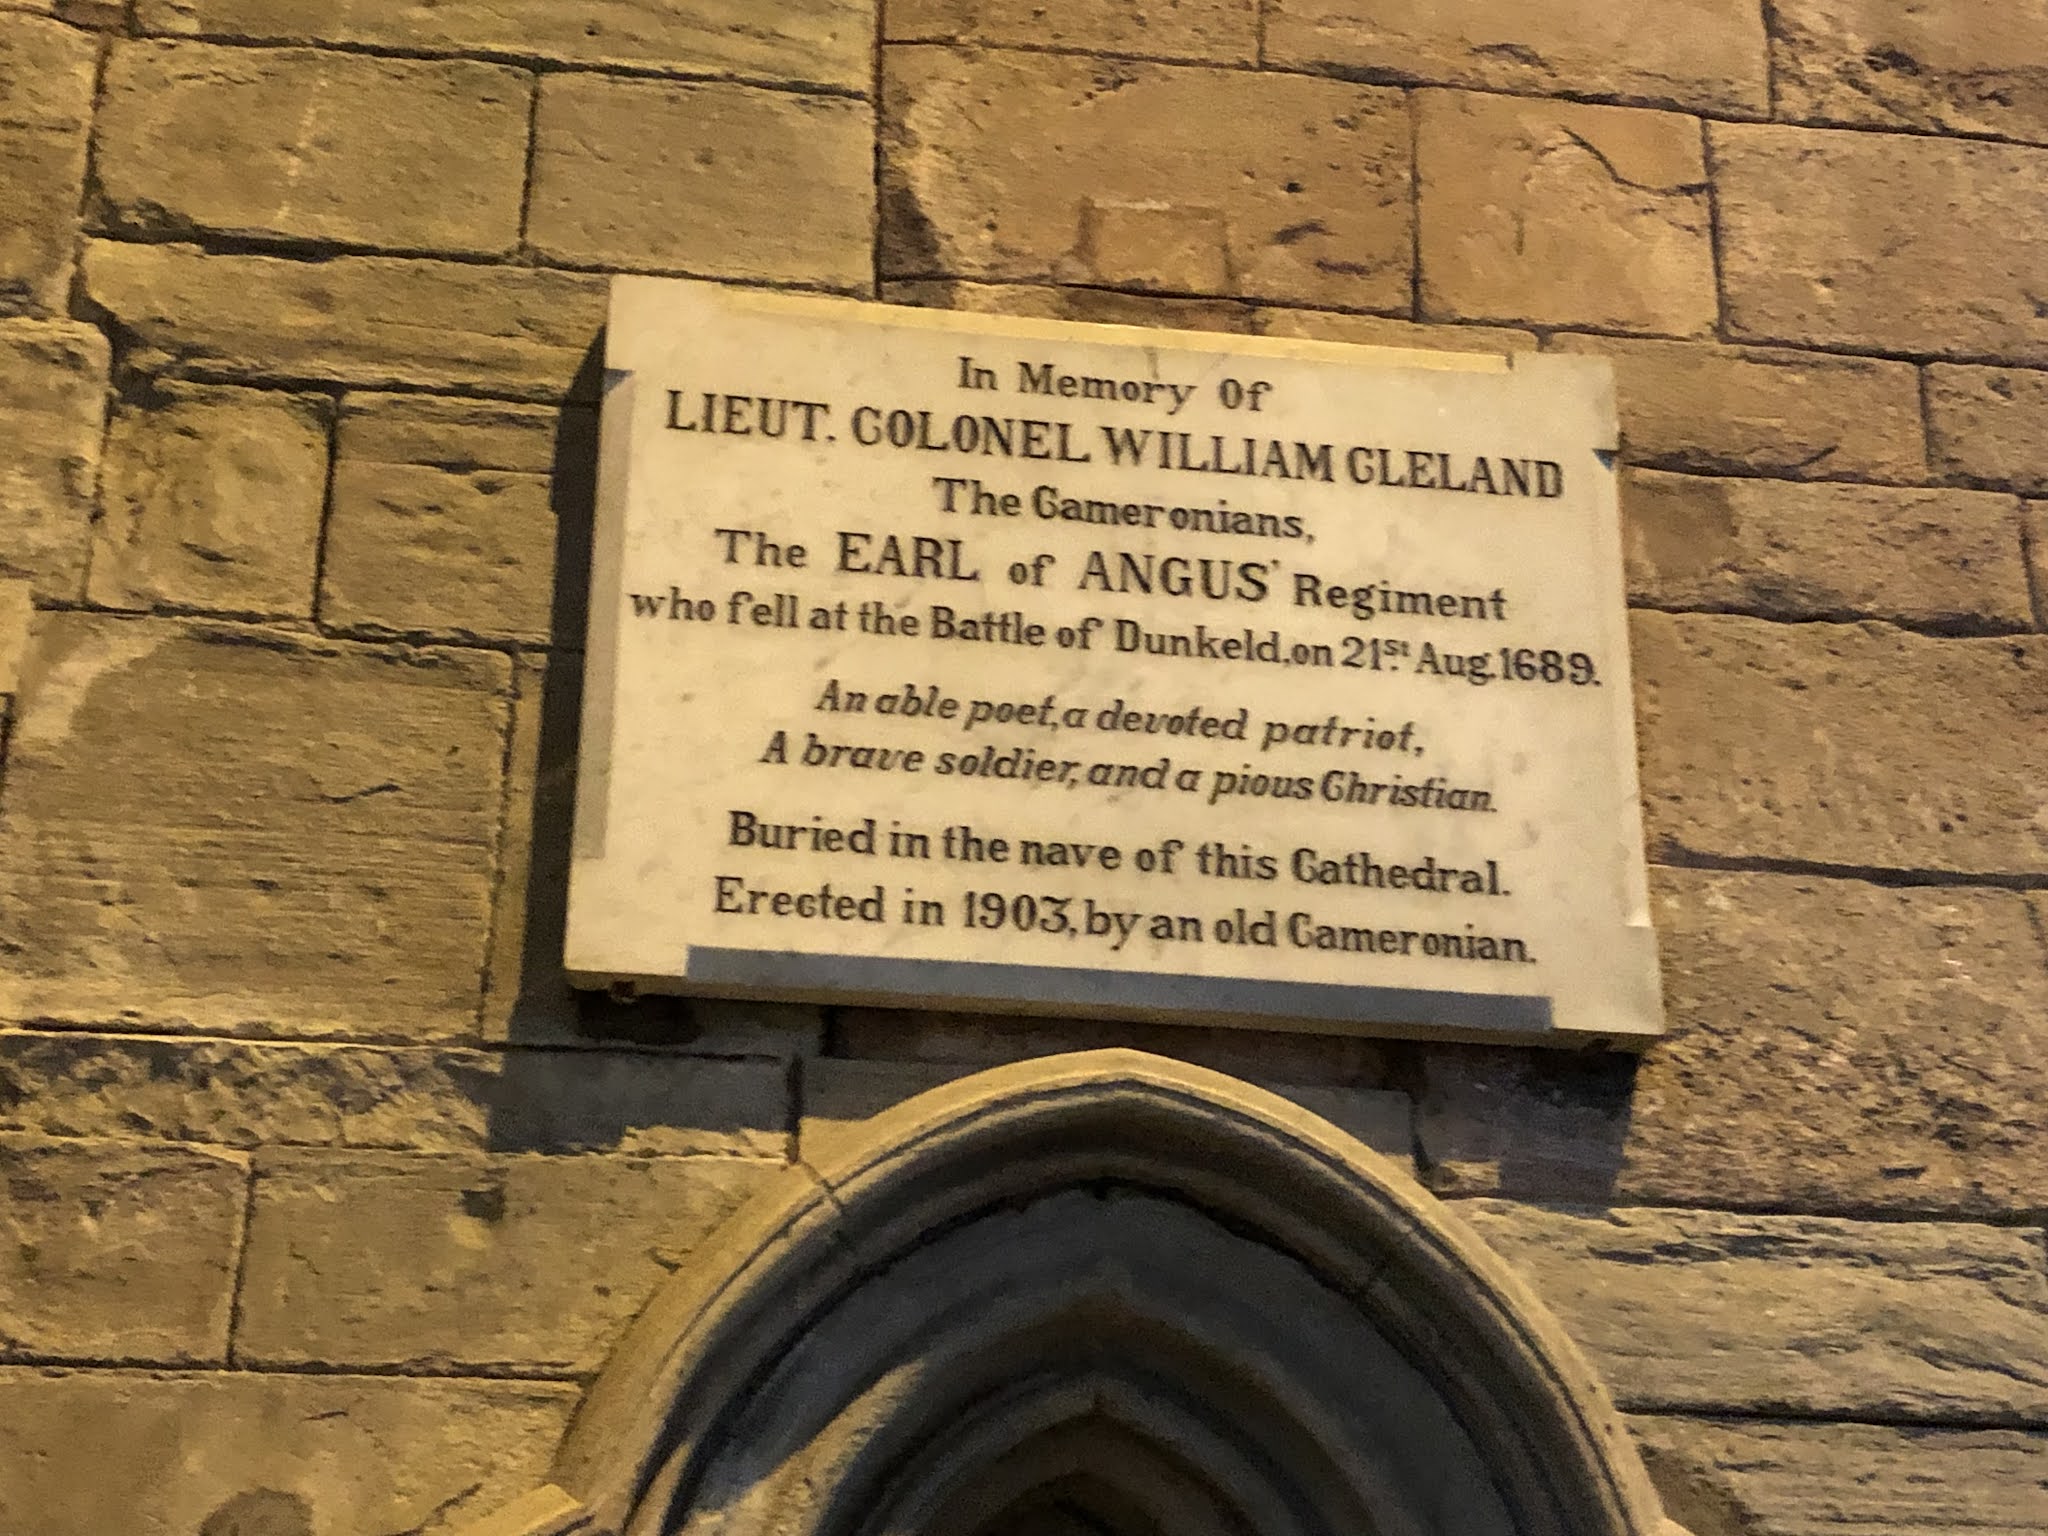 In Memory Of
LIEUT. COLONEL WILLIAM CLELAND
The Cameronians,
The EARL of ANGUS' Regiment
who fell at the Battle of Dunkeld, on 21st. Aug. 1689.
An able poet, a devoted patriot,
A brave soldier, and a pious Christian.
Buried in the nave of this Cathedral.
Erected in 1903, by an old Cameronian.